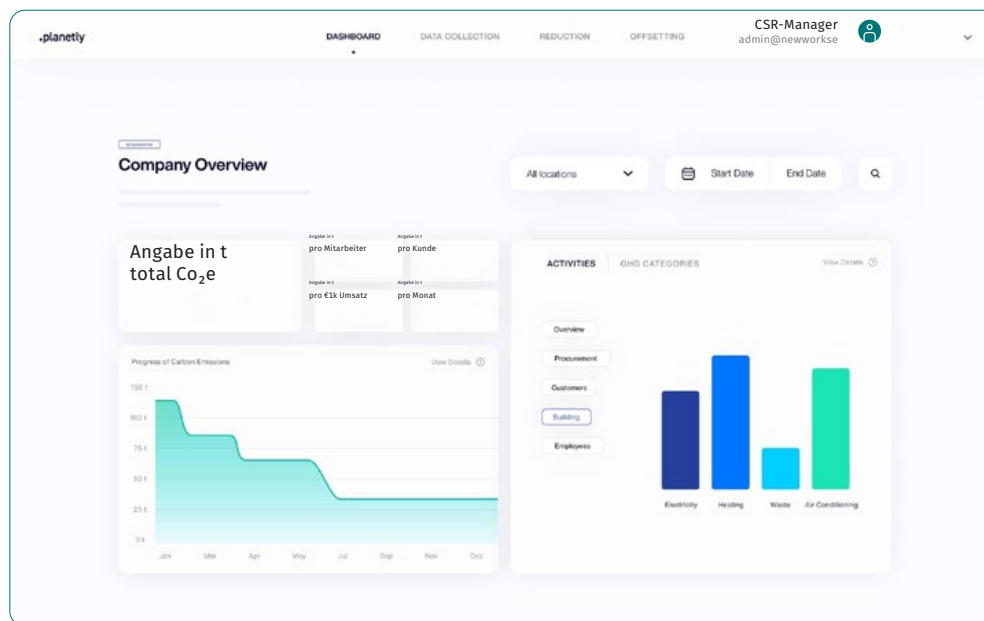 .planetly
DASHBOARD
DATA COLLECTION
REDUCTION
OFFSETTING
CSR-Manager
admin@newworkse
Company Overview
All locations
Start Date
End Date
Angabe in t
total Co₂e
Angabe in t
pro Mitarbeiter
Angabe in t
pro Kunde
Angabe in t
pro €1k Umsatz
Angabe in t
pro Monat
Progress of Carbon Emissions
View Details
150 t
100 t
75 t
50 t
25 t
0 t
Jan
Mar
Apr
May
Jul
Sep
Nov
Dec
ACTIVITIES
GHG CATEGORIES
View Details
Overview
Procurement
Customers
Building
Employees
Electricity
Heating
Waste
Air Conditioning